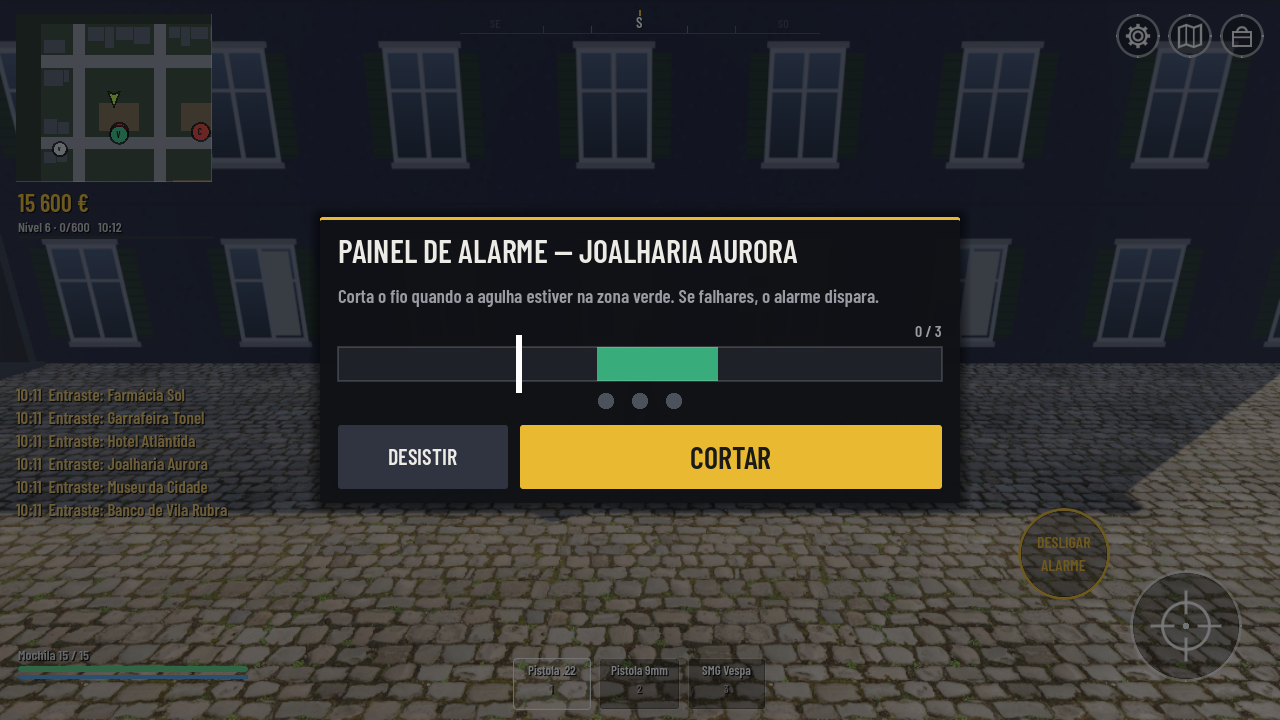 SE
S
SO
V
C
V
15 600 €
Nível 6 · 0/600 10:12
PAINEL DE ALARME — JOALHARIA AURORA
Corta o fio quando a agulha estiver na zona verde. Se falhares, o alarme dispara.
0 / 3
DESISTIR
CORTAR
10:11 Entraste: Farmácia Sol
10:11 Entraste: Garrafeira Tonel
10:11 Entraste: Hotel Atlântida
10:11 Entraste: Joalharia Aurora
10:11 Entraste: Museu da Cidade
10:11 Entraste: Banco de Vila Rubra
DESLIGAR
ALARME
Mochila 15 / 15
Pistola .22
1
Pistola 9mm
2
SMG Vespa
3